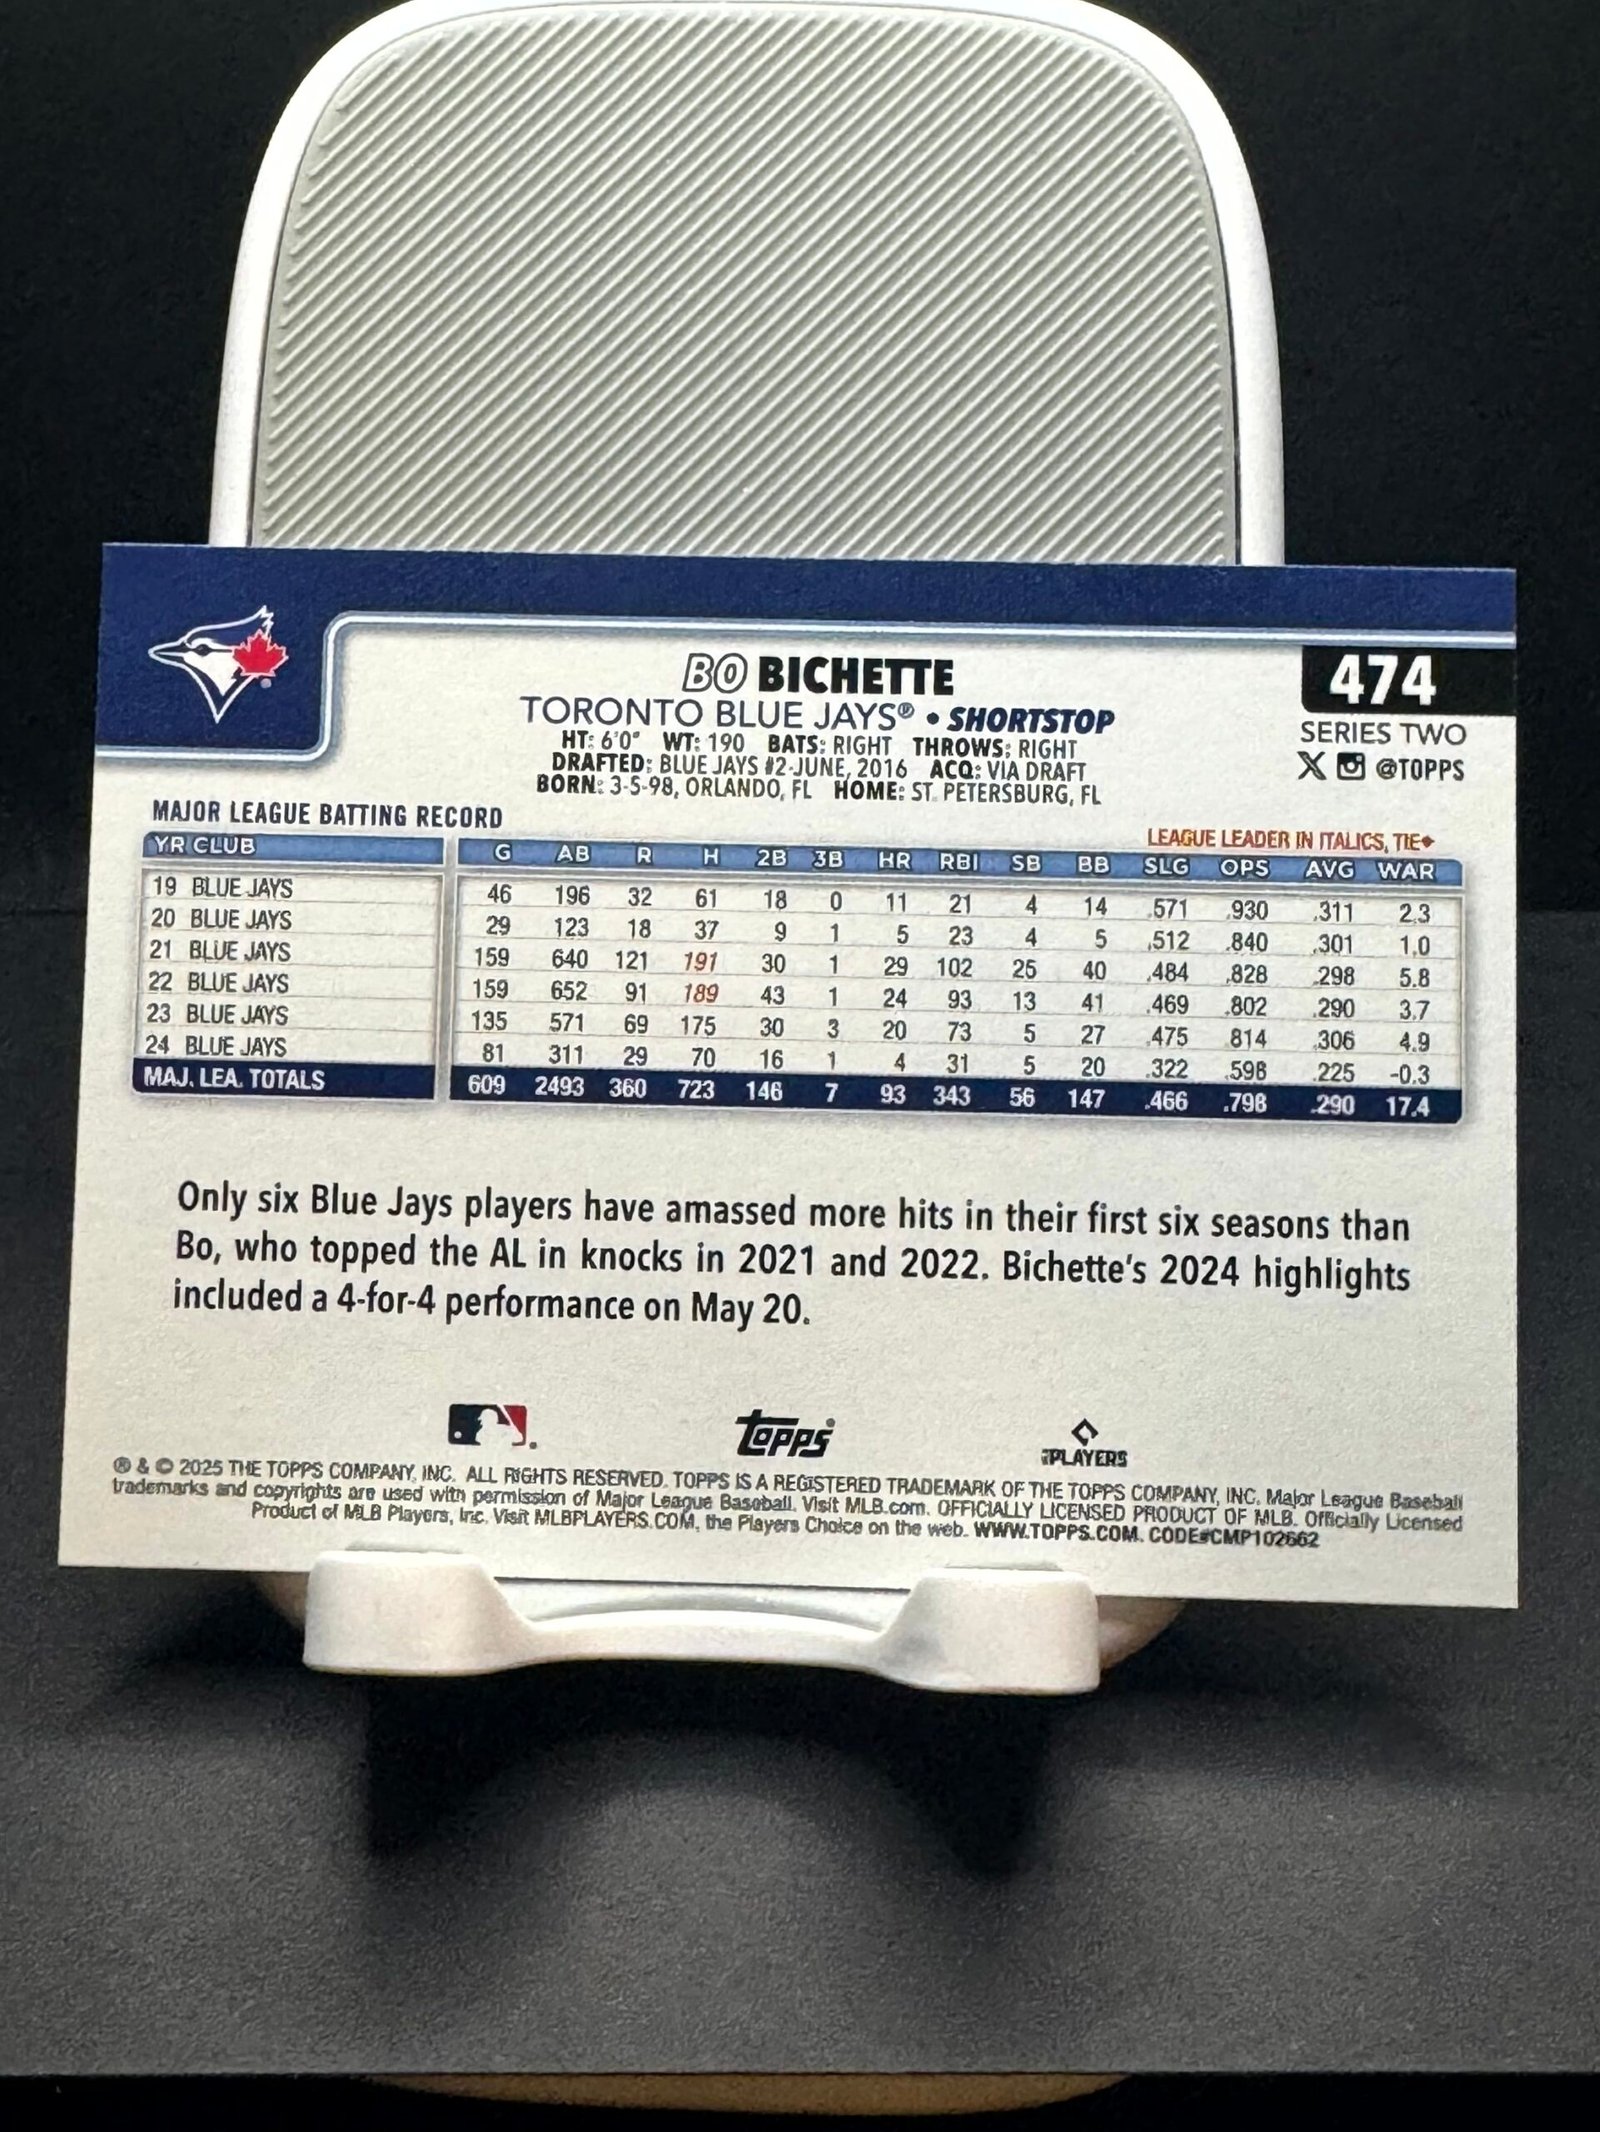 BO BICHETTE
474
TORONTO BLUE JAYS® • SHORTSTOP
SERIES TWO
HT: 6'0" WT: 190 BATS: RIGHT THROWS: RIGHT
X @TOPPS
DRAFTED: BLUE JAYS #2-JUNE, 2016 ACQ: VIA DRAFT
BORN: 3-5-98, ORLANDO, FL HOME: ST. PETERSBURG, FL
MAJOR LEAGUE BATTING RECORD
LEAGUE LEADER IN ITALICS, TIE◆
YR CLUB G AB R H 2B 3B HR RBI SB BB SLG OPS AVG WAR
19 BLUE JAYS 46 196 32 61 18 0 11 21 4 14 .571 .930 .311 2.3
20 BLUE JAYS 29 123 18 37 9 1 5 23 4 5 .512 .840 .301 1.0
21 BLUE JAYS 159 640 121 191 30 1 29 102 25 40 .484 .828 .298 5.8
22 BLUE JAYS 159 652 91 189 43 1 24 93 13 41 .469 .802 .290 3.7
23 BLUE JAYS 135 571 69 175 30 3 20 73 5 27 .475 .814 .306 4.9
24 BLUE JAYS 81 311 29 70 16 1 4 31 5 20 .322 .598 .225 -0.3
MAJ. LEA. TOTALS 609 2493 360 723 146 7 93 343 56 147 .466 .798 .290 17.4
Only six Blue Jays players have amassed more hits in their first six seasons than
Bo, who topped the AL in knocks in 2021 and 2022. Bichette's 2024 highlights
included a 4-for-4 performance on May 20.
topps
PLAYERS
® & © 2025 THE TOPPS COMPANY, INC. ALL RIGHTS RESERVED. TOPPS IS A REGISTERED TRADEMARK OF THE TOPPS COMPANY, INC. Major League Baseball
trademarks and copyrights are used with permission of Major League Baseball. Visit MLB.com. OFFICIALLY LICENSED PRODUCT OF MLB. Officially Licensed
Product of MLB Players, Inc. Visit MLBPLAYERS.COM, the Players Choice on the web. WWW.TOPPS.COM. CODE#CMP102662